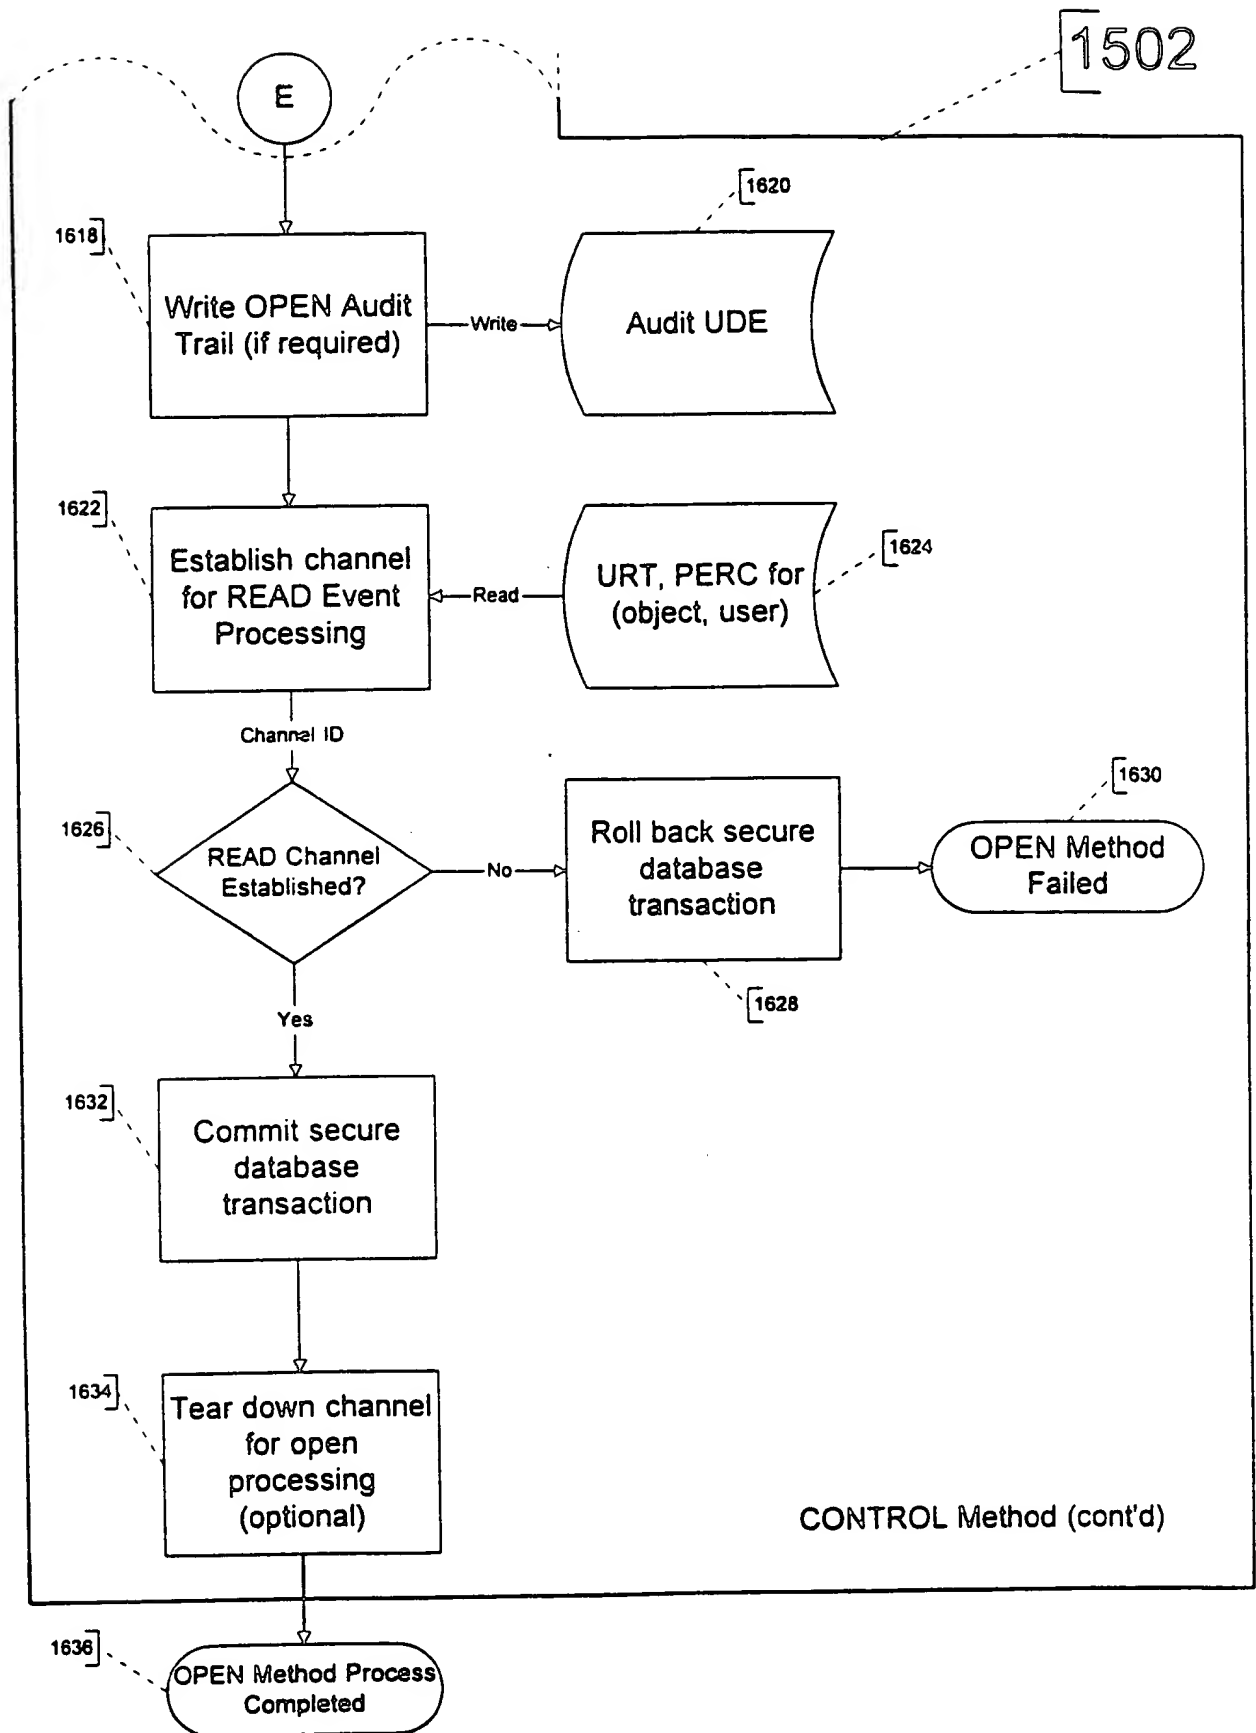 1502
E
1620
1618
Write OPEN Audit
Trail (if required)
Write
Audit UDE
1622
1624
Establish channel
for READ Event
Processing
Read
URT, PERC for
(object, user)
Channel ID
1630
1626
READ Channel
Established?
No
Roll back secure
database
transaction
OPEN Method
Failed
1628
Yes
1632
Commit secure
database
transaction
1634
Tear down channel
for open
processing
(optional)
CONTROL Method (cont'd)
1636
OPEN Method Process
Completed